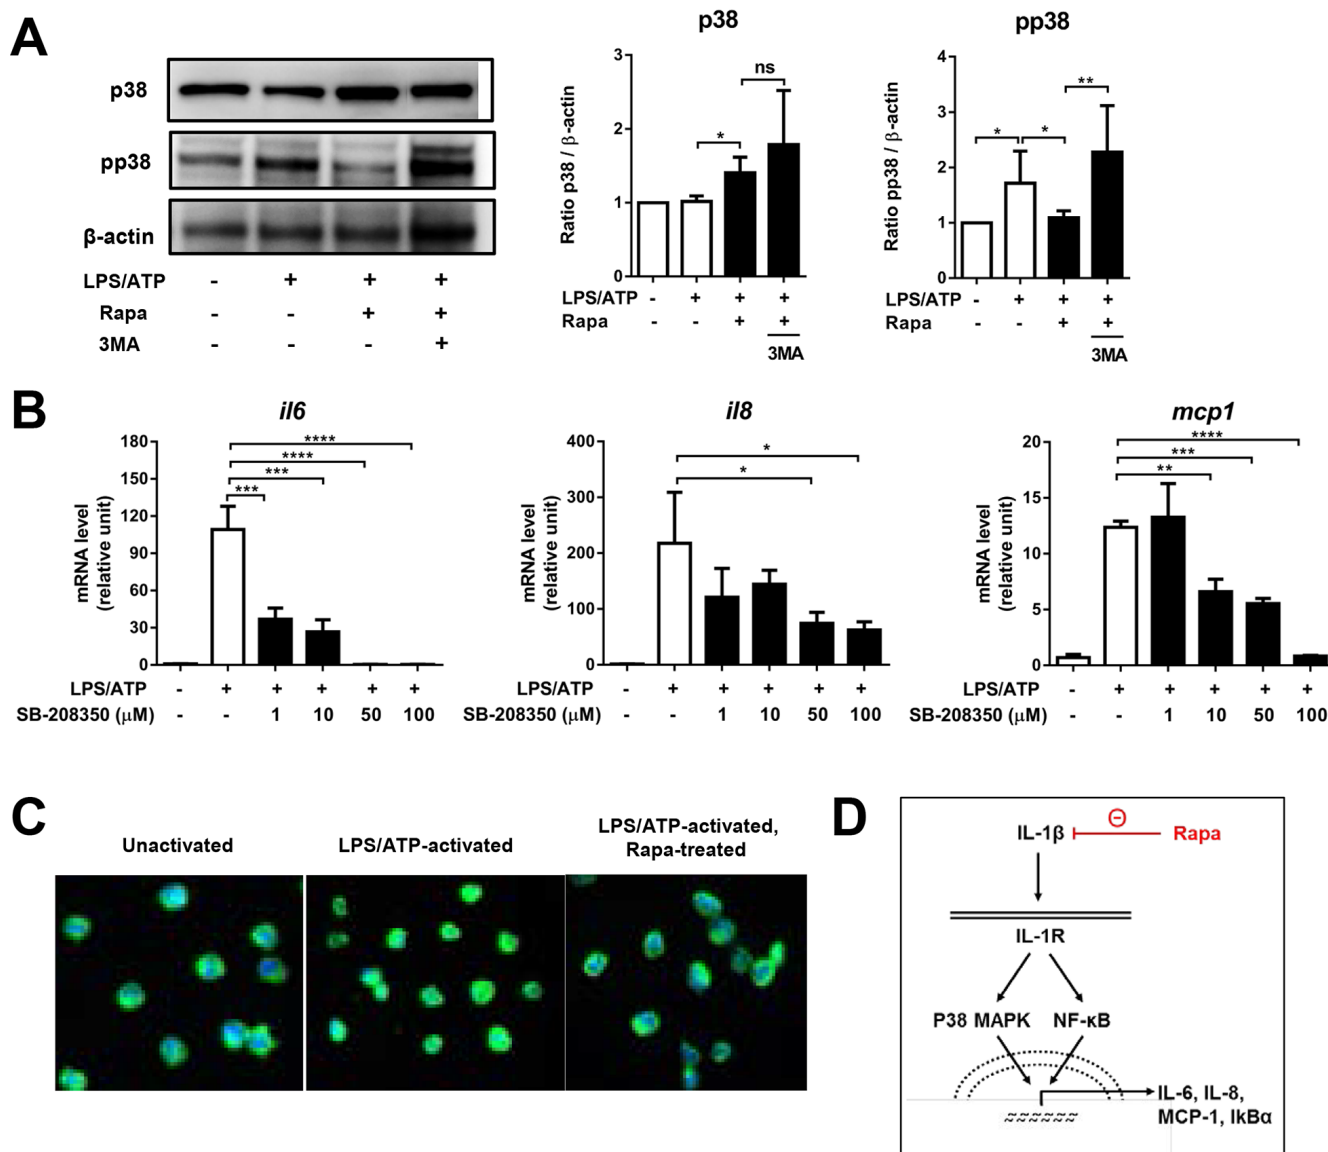 A
p38
pp38
β-actin
LPS/ATP - + + +
Rapa - - + +
3MA - - - +
p38
Ratio p38 / β-actin
3
2
1
0
*
ns
LPS/ATP - + + +
Rapa - - + +
3MA
pp38
Ratio pp38 / β-actin
4
3
2
1
0
*
*
**
LPS/ATP - + + +
Rapa - - + +
3MA
B
il6
mRNA level
(relative unit)
180
150
120
90
60
30
0
****
****
***
***
LPS/ATP - + + + + +
SB-208350 (μM) - - 1 10 50 100
il8
mRNA level
(relative unit)
400
300
200
100
0
*
*
LPS/ATP - + + + + +
SB-208350 (μM) - - 1 10 50 100
mcp1
mRNA level
(relative unit)
20
15
10
5
0
****
***
**
LPS/ATP - + + + + +
SB-208350 (μM) - - 1 10 50 100
C
Unactivated
LPS/ATP-activated
LPS/ATP-activated,
Rapa-treated
D
IL-1β
Rapa
IL-1R
P38 MAPK
NF-κB
IL-6, IL-8,
MCP-1, IkBα